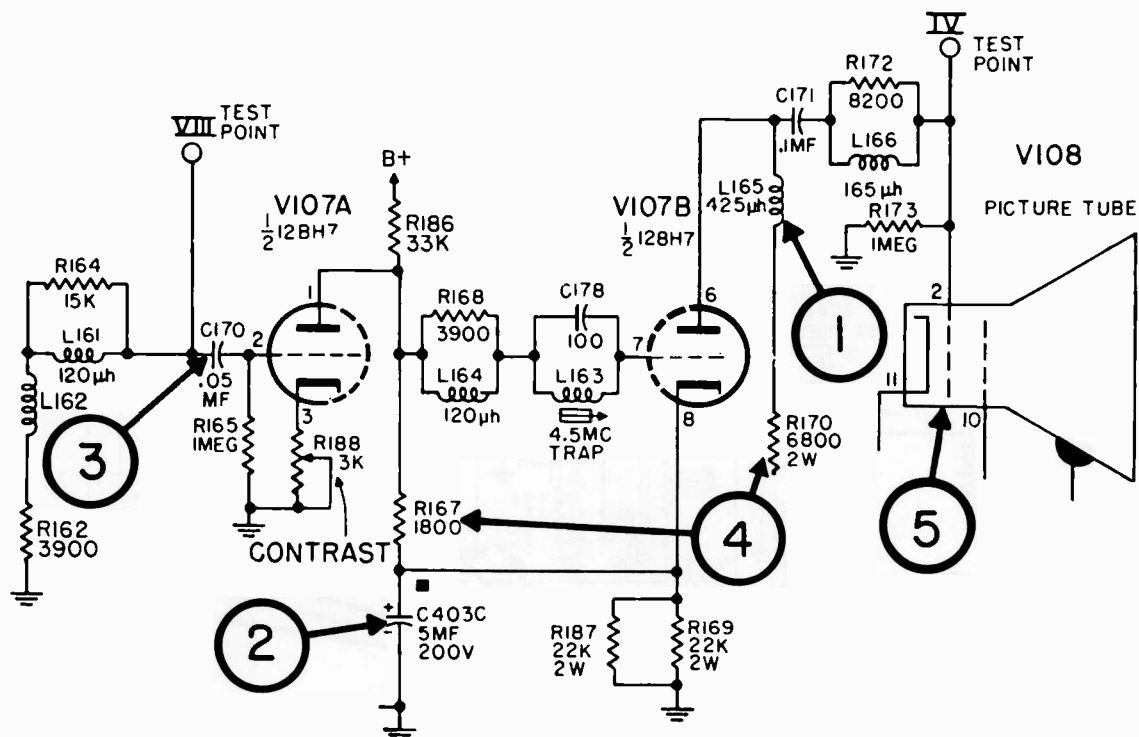 IV
TEST
POINT
R172
8200
C171
.1MF
L166
165μh
V108
PICTURE TUBE
VIII TEST
POINT
B+
V107A
1/2 12BH7
R186
33K
V107B
1/2 12BH7
L165
425μh
R173
1MEG
R164
15K
L161
120μh
L162
C170
.05
MF
1
2
3
R168
3900
L164
120μh
C178
100
L163
4.5MC
TRAP
6
7
8
1
2
11
10
R165
1MEG
R188
3K
CONTRAST
R170
6800
2W
3
R162
3900
R167
1800
4
5
2
+
-
C403C
5MF
200V
R187
22K
2W
R169
22K
2W